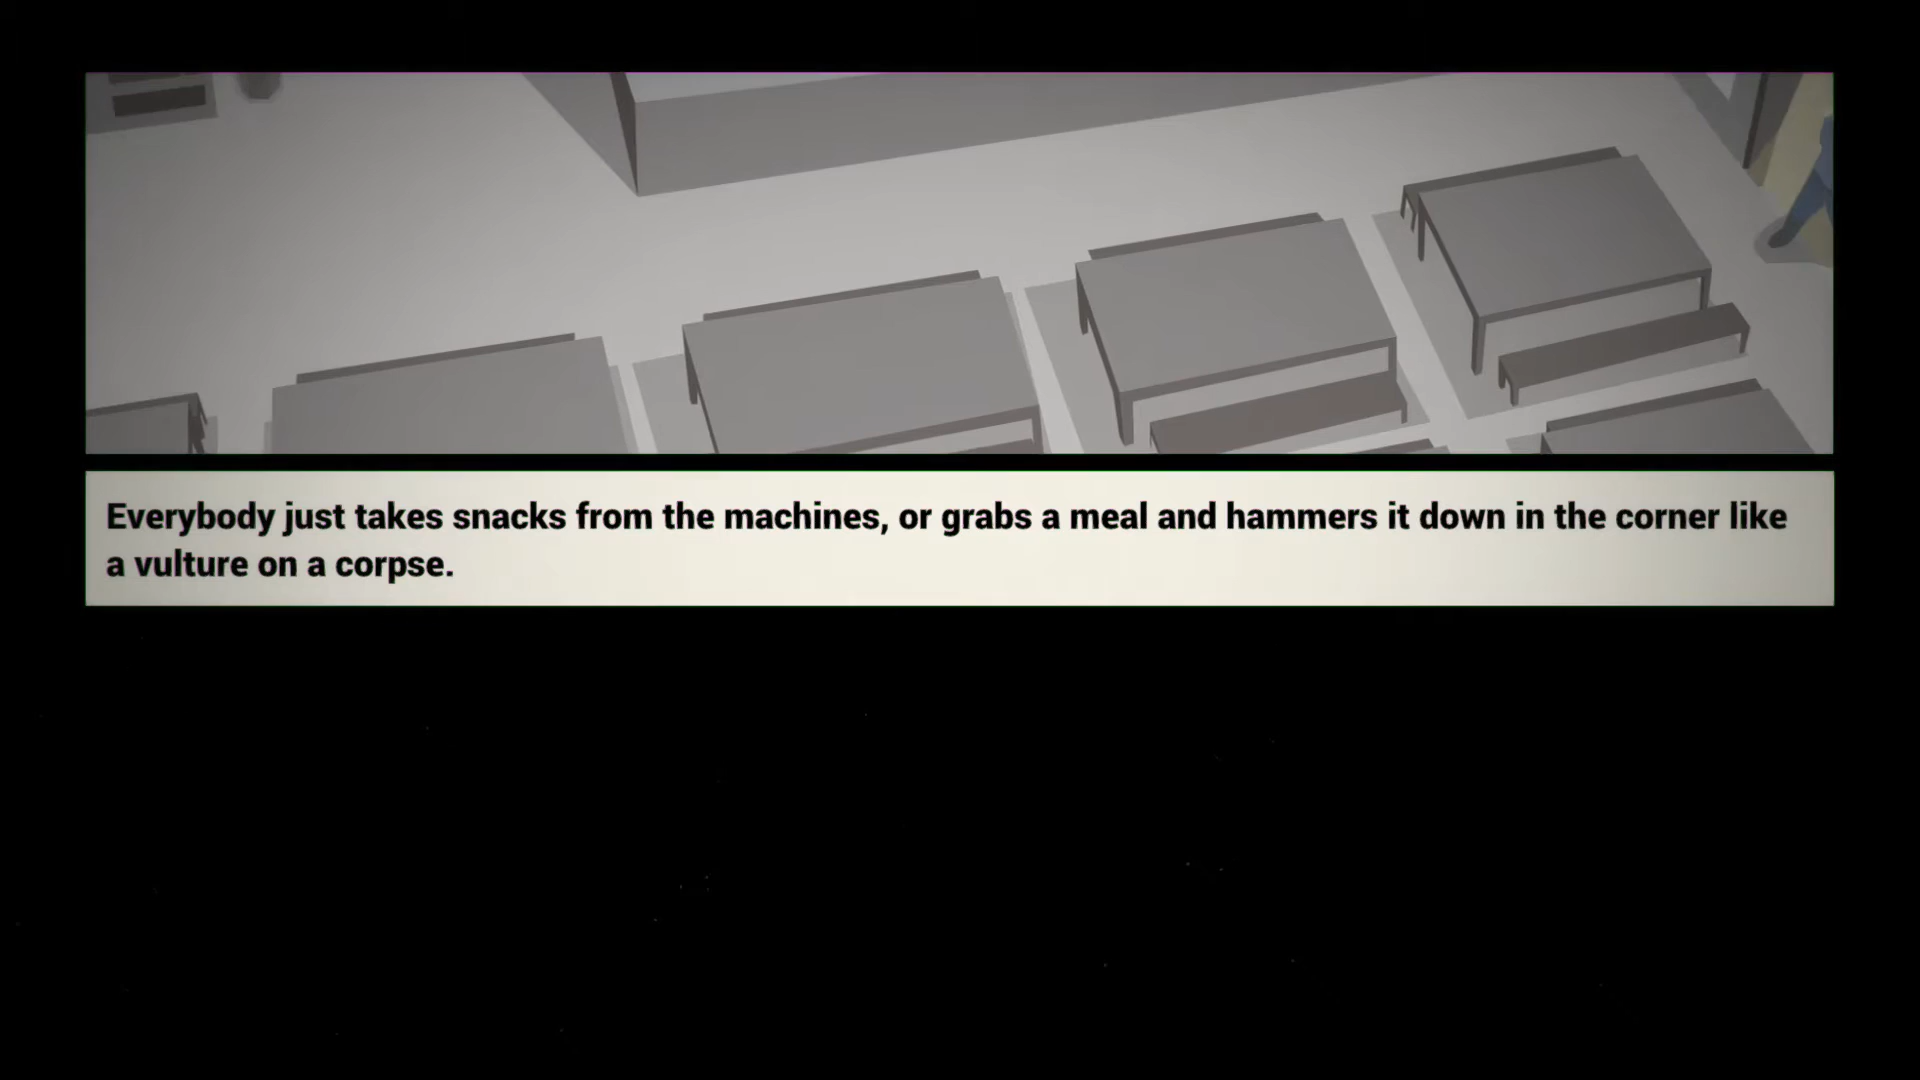 Everybody just takes snacks from the machines, or grabs a meal and hammers it down in the corner like
a vulture on a corpse.